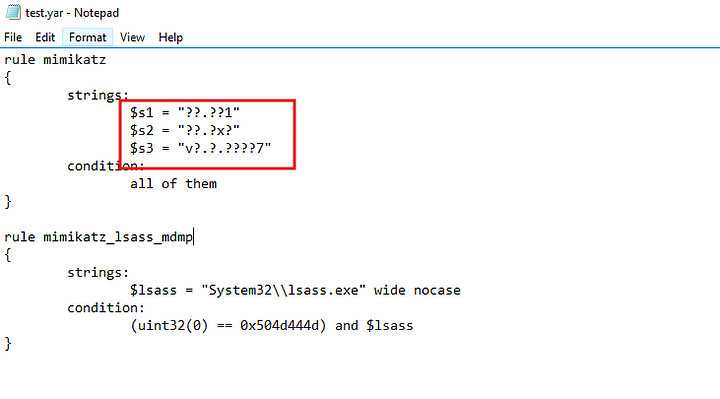 test.yar - Notepad
File Edit Format View Help
rule mimikatz
{
strings:
$s1 = "??.??1"
$s2 = "??.?x?"
$s3 = "v?.?.????7"
condition:
all of them
}
rule mimikatz_lsass_mdmp
{
strings:
$lsass = "System32\\lsass.exe" wide nocase
condition:
(uint32(0) == 0x504d444d) and $lsass
}